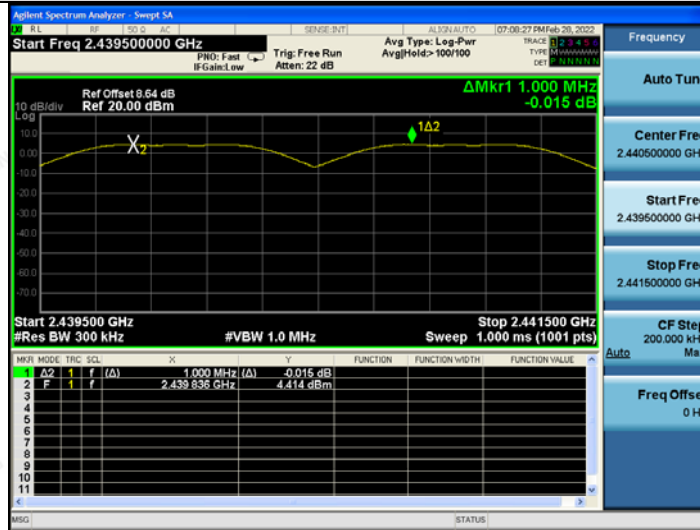 Agilent Spectrum Analyzer - Swept SA
RL RF 50 Ω AC SENSE:INT ALIGN AUTO 07:08:27 PM Feb 28, 2022
Start Freq 2.439500000 GHz
PNO: Fast
IFGain:Low
Trig: Free Run
Atten: 22 dB
Avg Type: Log-Pwr
Avg|Hold:> 100/100
TRACE 1 2 3 4 5 6
TYPE M
DET P N N N N N
Ref Offset 8.64 dB
10 dB/div Ref 20.00 dBm
Log
ΔMkr1 1.000 MHz
-0.015 dB
10.0
0.00
-10.0
-20.0
-30.0
-40.0
-50.0
-60.0
-70.0
X2
1Δ2
Start 2.439500 GHz Stop 2.441500 GHz
#Res BW 300 kHz #VBW 1.0 MHz Sweep 1.000 ms (1001 pts)
MKR MODE TRC SCL X Y FUNCTION FUNCTION WIDTH FUNCTION VALUE
1 Δ2 1 f (Δ) 1.000 MHz (Δ) -0.015 dB
2 F 1 f 2.439 836 GHz 4.414 dBm
3
4
5
6
7
8
9
10
11
MSG STATUS
Frequency
Auto Tun
Center Fre
2.440500000 GH
Start Fre
2.439500000 GH
Stop Fre
2.441500000 GH
CF Step
200.000 kH
Auto Ma
Freq Offse
0 H